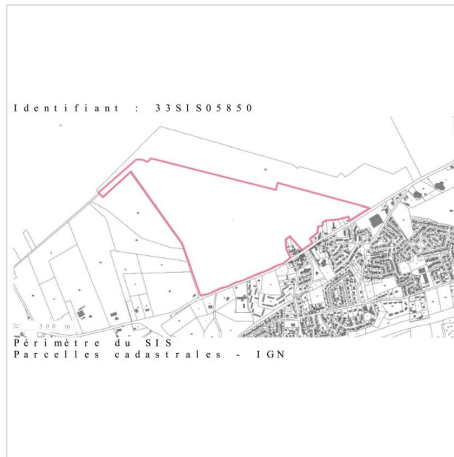 Identifiant : 33SIS05850
500 m
Périmètre du SIS
Parcelles cadastrales - IGN